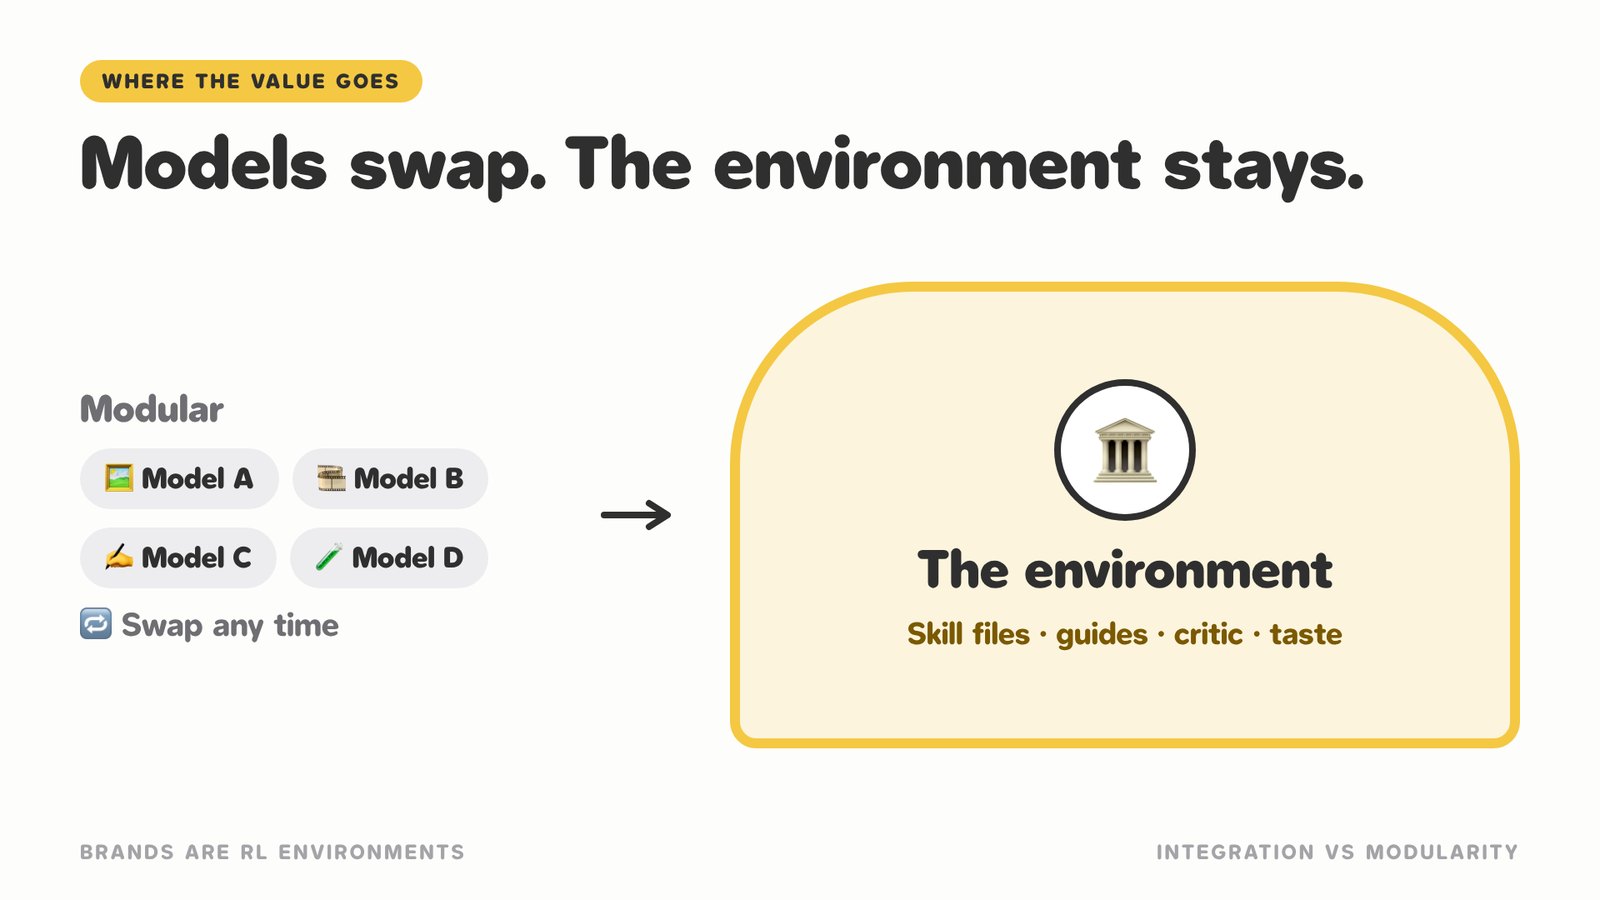 WHERE THE VALUE GOES
Models swap. The environment stays.
Modular
Model A
Model B
Model C
Model D
Swap any time
The environment
Skill files · guides · critic · taste
BRANDS ARE RL ENVIRONMENTS
INTEGRATION VS MODULARITY